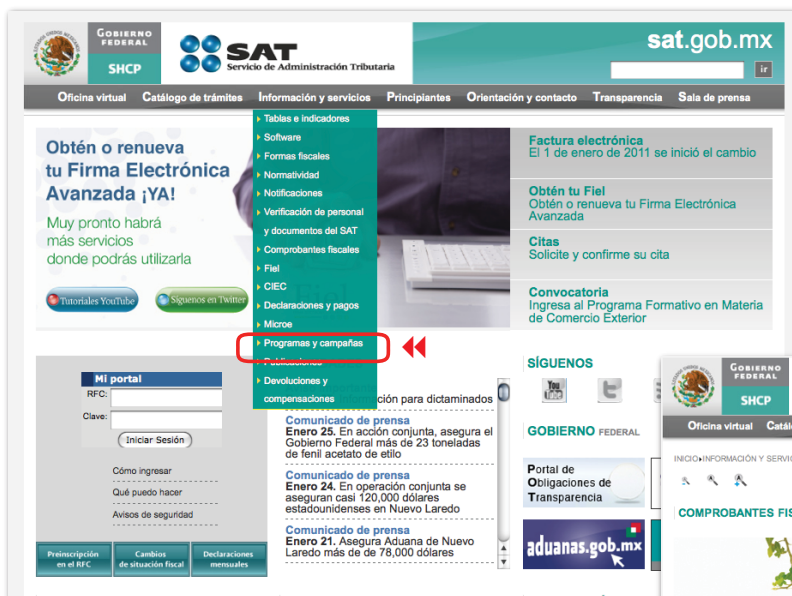 GOBIERNO
FEDERAL
SHCP
SAT
Servicio de Administración Tributaria
sat.gob.mx
ir
Oficina virtual Catálogo de trámites Información y servicios Principiantes Orientación y contacto Transparencia Sala de prensa
Obtén o renueva
tu Firma Electrónica
Avanzada ¡YA!
Muy pronto habrá
más servicios
donde podrás utilizarla
Tutoriales YouTube
Siguenos en Twitter
Tablas e indicadores
Software
Formas fiscales
Normatividad
Notificaciones
Verificación de personal
y documentos del SAT
Comprobantes fiscales
Fiel
CIEC
Declaraciones y pagos
Microe
Programas y campañas
Publicaciones
Devoluciones y
compensaciones
Factura electrónica
El 1 de enero de 2011 se inició el cambio
Obtén tu Fiel
Obtén o renueva tu Firma Electrónica
Avanzada
Citas
Solicite y confirme su cita
Convocatoria
Ingresa al Programa Formativo en Materia
de Comercio Exterior
Mi portal
RFC:
Clave:
Iniciar Sesión
Cómo ingresar
Qué puedo hacer
Avisos de seguridad
Preinscripción
en el RFC
Cambios
de situación fiscal
Declaraciones
mensuales
ción para dictaminados
Comunicado de prensa
Enero 25. En acción conjunta, asegura el
Gobierno Federal más de 23 toneladas
de fenil acetato de etilo
Comunicado de prensa
Enero 24. En operación conjunta se
aseguran casi 120,000 dólares
estadounidenses en Nuevo Laredo
Comunicado de prensa
Enero 21. Asegura Aduana de Nuevo
Laredo más de de 78,000 dólares
SÍGUENOS
You
Tube
GOBIERNO FEDERAL
Portal de
Obligaciones de
Transparencia
aduanas.gob.mx
GOBIERNO
FEDERAL
SHCP
Oficina virtual Catál
INICIO INFORMACIÓN Y SERVIC
COMPROBANTES FIS